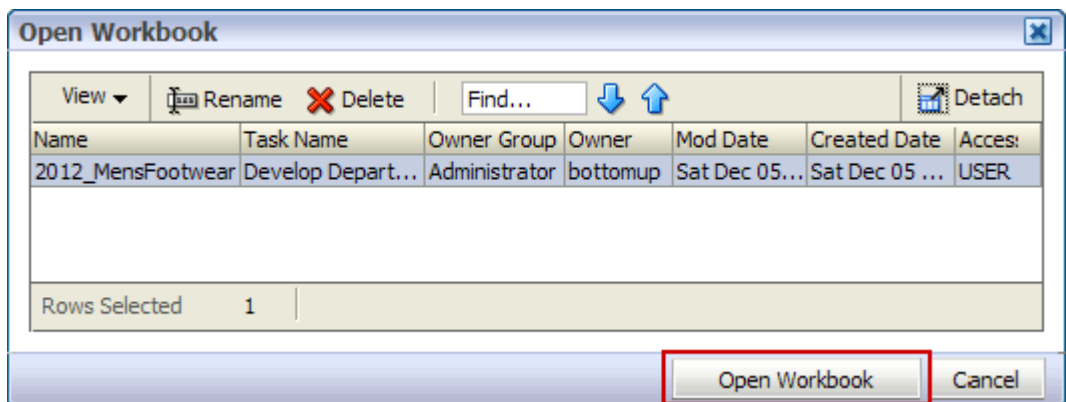 Open Workbook
View Rename Delete Find... Detach
Name Task Name Owner Group Owner Mod Date Created Date Acces:
2012_MensFootwear Develop Depart... Administrator bottomup Sat Dec 05... Sat Dec 05 ... USER
Rows Selected 1
Open Workbook Cancel